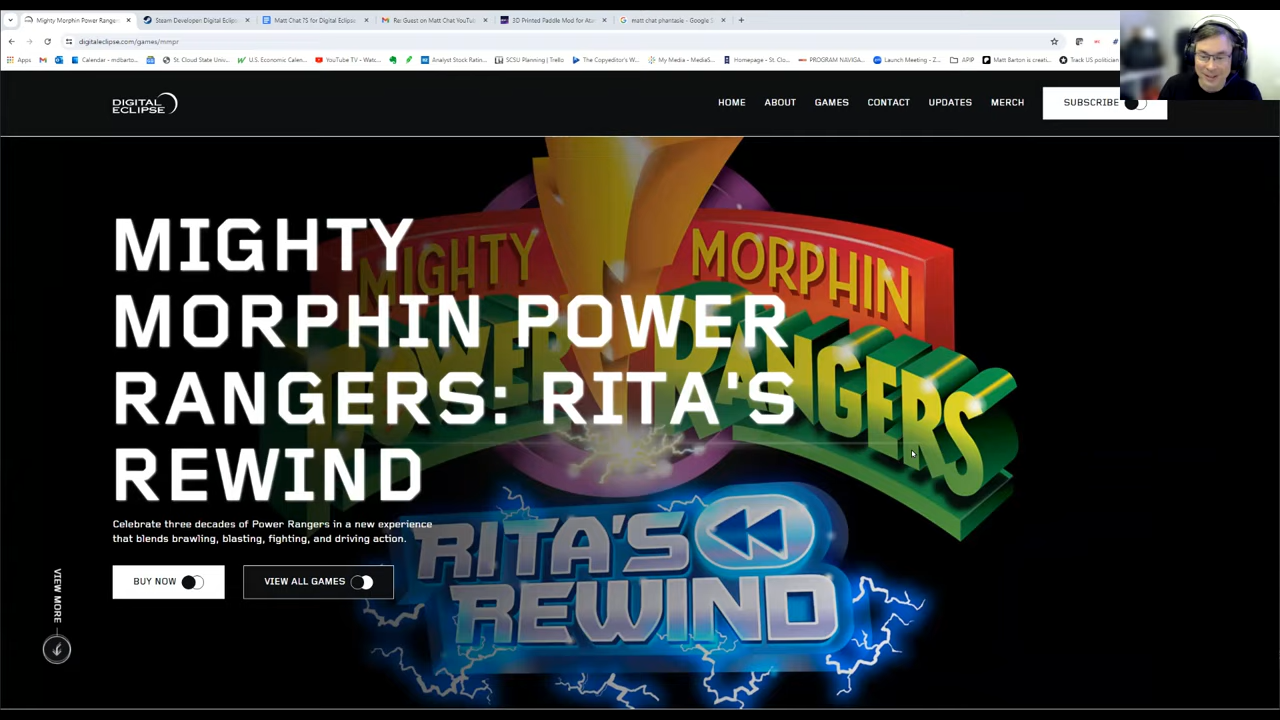 Mighty Morphin Power Range
Steam Developer: Digital Eclips
Matt Chat 7S for Digital Eclipse
Re: Guest on Matt Chat YouTu
3D Printed Paddle Mod for Ata
matt chat phantasie - Google S
digitaleclipse.com/games/mmpr
Apps
Calendar - mdbarto...
St. Cloud State Univ...
U.S. Economic Calen...
YouTube TV - Watc...
Analyst Stock Ratin...
SCSU Planning | Trello
The Copyeditor's W...
My Media - MediaS...
Homepage - St. Clo...
PROGRAM NAVIGA...
Launch Meeting - Z...
APIP
Matt Barton is creati...
Track US politician
DIGITAL
ECLIPSE
HOME
ABOUT
GAMES
CONTACT
UPDATES
MERCH
SUBSCRIBE
MIGHTY
MORPHIN POWER
RANGERS: RITA'S
REWIND
MIGHTY MORPHIN
POWER RANGERS
RITA'S
REWIND
Celebrate three decades of Power Rangers in a new experience
that blends brawling, blasting, fighting, and driving action.
BUY NOW
VIEW ALL GAMES
VIEW MORE